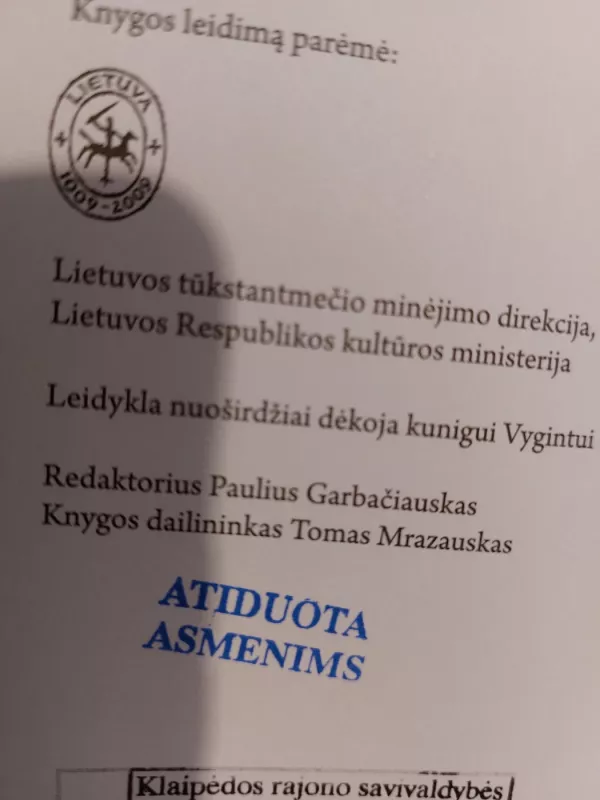 Knygos leidimą parėmė:
LIETUVA
1009-2009
Lietuvos tūkstantmečio minėjimo direkcija,
Lietuvos Respublikos kultūros ministerija
Leidykla nuoširdžiai dėkoja kunigui Vygintui
Redaktorius Paulius Garbačiauskas
Knygos dailininkas Tomas Mrazauskas
ATIDUOTA
ASMENIMS
Klaipėdos rajono savivaldybės